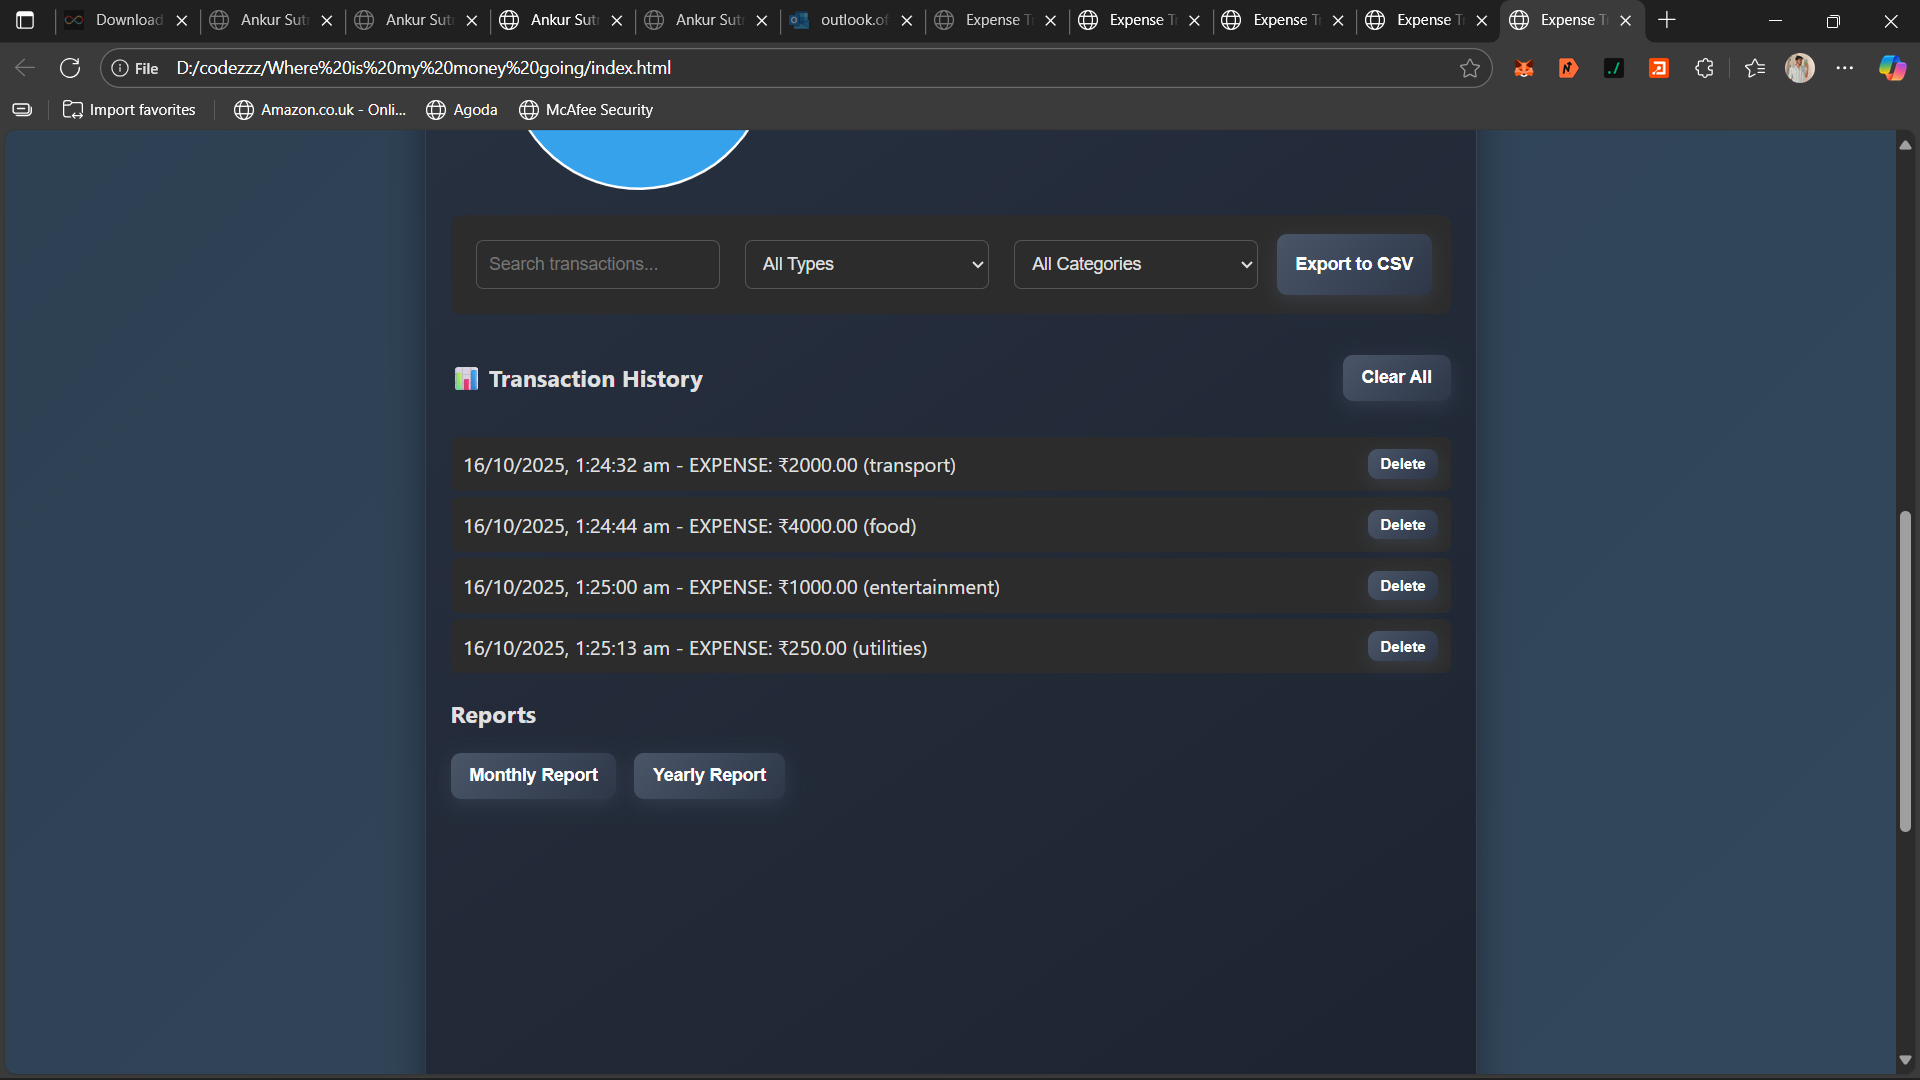 Download
Ankur Sut
Ankur Sut
Ankur Sut
Ankur Sut
outlook.of
Expense T
Expense T
Expense T
Expense T
Expense T
File D:/codezzz/Where%20is%20my%20money%20going/index.html
Import favorites Amazon.co.uk - Onli... Agoda McAfee Security
Search transactions... All Types All Categories Export to CSV
Transaction History Clear All
16/10/2025, 1:24:32 am - EXPENSE: ₹2000.00 (transport) Delete
16/10/2025, 1:24:44 am - EXPENSE: ₹4000.00 (food) Delete
16/10/2025, 1:25:00 am - EXPENSE: ₹1000.00 (entertainment) Delete
16/10/2025, 1:25:13 am - EXPENSE: ₹250.00 (utilities) Delete
Reports
Monthly Report Yearly Report